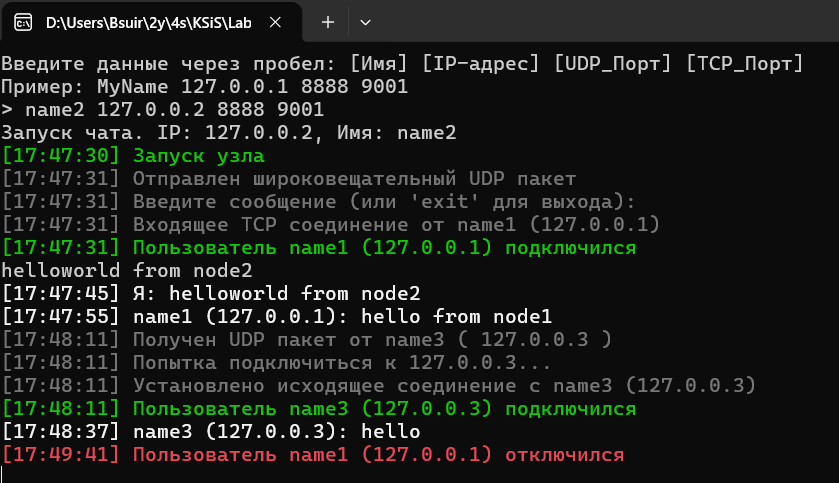 D:\Users\Bsuir\2y\4s\KSiS\Lab
Введите данные через пробел: [Имя] [IP-адрес] [UDP_Порт] [TCP_Порт]
Пример: MyName 127.0.0.1 8888 9001
> name2 127.0.0.2 8888 9001
Запуск чата. IP: 127.0.0.2, Имя: name2
[17:47:30] Запуск узла
[17:47:31] Отправлен широковещательный UDP пакет
[17:47:31] Введите сообщение (или 'exit' для выхода):
[17:47:31] Входящее TCP соединение от name1 (127.0.0.1)
[17:47:31] Пользователь name1 (127.0.0.1) подключился
helloworld from node2
[17:47:45] Я: helloworld from node2
[17:47:55] name1 (127.0.0.1): hello from node1
[17:48:11] Получен UDP пакет от name3 ( 127.0.0.3 )
[17:48:11] Попытка подключиться к 127.0.0.3...
[17:48:11] Установлено исходящее соединение с name3 (127.0.0.3)
[17:48:11] Пользователь name3 (127.0.0.3) подключился
[17:48:37] name3 (127.0.0.3): hello
[17:49:41] Пользователь name1 (127.0.0.1) отключился